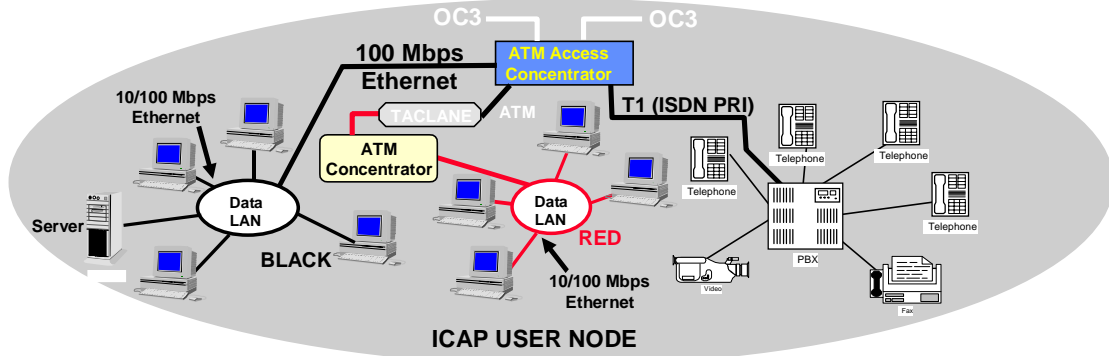 OC3
OC3
100 Mbps
Ethernet
ATM Access
Concentrator
10/100 Mbps
Ethernet
TACLANE
ATM
T1 (ISDN PRI)
ATM
Concentrator
Telephone
Telephone
Telephone
Telephone
Server
Data
LAN
Data
LAN
RED
BLACK
10/100 Mbps
Ethernet
PBX
Video
Fax
ICAP USER NODE